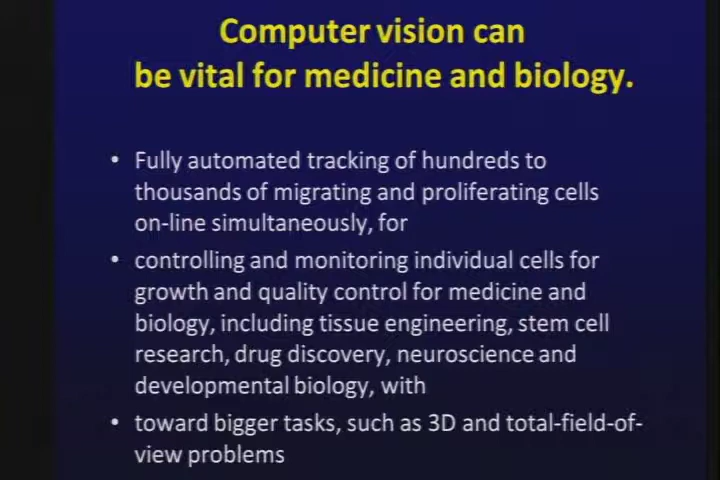 Computer vision can
be vital for medicine and biology.
• Fully automated tracking of hundreds to
thousands of migrating and proliferating cells
on-line simultaneously, for
• controlling and monitoring individual cells for
growth and quality control for medicine and
biology, including tissue engineering, stem cell
research, drug discovery, neuroscience and
developmental biology, with
• toward bigger tasks, such as 3D and total-field-of-
view problems